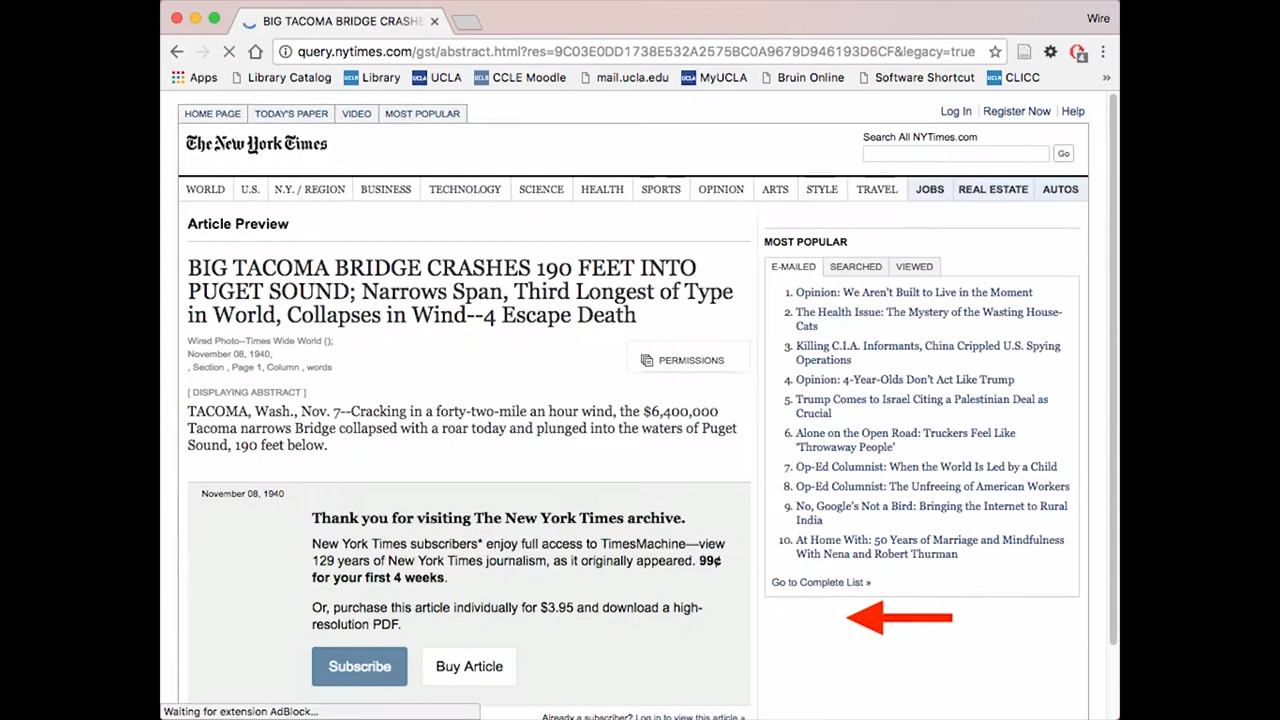 BIG TACOMA BRIDGE CRASHE
Wire
query.nytimes.com/gst/abstract.html?res=9C03E0DD1738E532A2575BC0A9679D946193D6CF&legacy=true
4
Apps Library Catalog UCLA Library UCLA UCLA UCLA CCLE Moodle mail.ucla.edu UCLA MyUCLA Bruin Online Software Shortcut UCLA CLICC »
HOME PAGE TODAY'S PAPER VIDEO MOST POPULAR
Log In Register Now Help
The New York Times
Search All NYTimes.com
Go
WORLD U.S. N.Y. / REGION BUSINESS TECHNOLOGY SCIENCE HEALTH SPORTS OPINION ARTS STYLE TRAVEL JOBS REAL ESTATE AUTOS
Article Preview
BIG TACOMA BRIDGE CRASHES 190 FEET INTO
PUGET SOUND; Narrows Span, Third Longest of Type
in World, Collapses in Wind--4 Escape Death
Wired Photo--Times Wide World ();
November 08, 1940,
, Section , Page 1, Column , words
PERMISSIONS
[ DISPLAYING ABSTRACT ]
TACOMA, Wash., Nov. 7--Cracking in a forty-two-mile an hour wind, the $6,400,000
Tacoma narrows Bridge collapsed with a roar today and plunged into the waters of Puget
Sound, 190 feet below.
November 08, 1940
Thank you for visiting The New York Times archive.
New York Times subscribers* enjoy full access to TimesMachine—view
129 years of New York Times journalism, as it originally appeared. 99¢
for your first 4 weeks.
Or, purchase this article individually for $3.95 and download a high-
resolution PDF.
Subscribe Buy Article
Already a subscriber? Log in to view this article »
MOST POPULAR
E-MAILED SEARCHED VIEWED
1. Opinion: We Aren't Built to Live in the Moment
2. The Health Issue: The Mystery of the Wasting House-
Cats
3. Killing C.I.A. Informants, China Crippled U.S. Spying
Operations
4. Opinion: 4-Year-Olds Don't Act Like Trump
5. Trump Comes to Israel Citing a Palestinian Deal as
Crucial
6. Alone on the Open Road: Truckers Feel Like
'Throwaway People'
7. Op-Ed Columnist: When the World Is Led by a Child
8. Op-Ed Columnist: The Unfreeing of American Workers
9. No, Google's Not a Bird: Bringing the Internet to Rural
India
10. At Home With: 50 Years of Marriage and Mindfulness
With Nena and Robert Thurman
Go to Complete List »
Waiting for extension AdBlock...